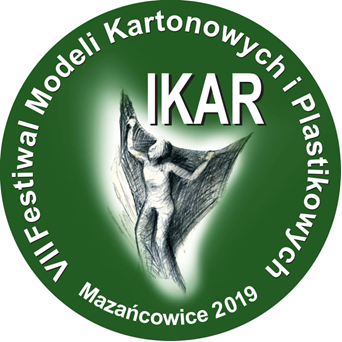 VII Festiwal Modeli Kartonowych i Plastikowych
IKAR
Mazańcowice 2019